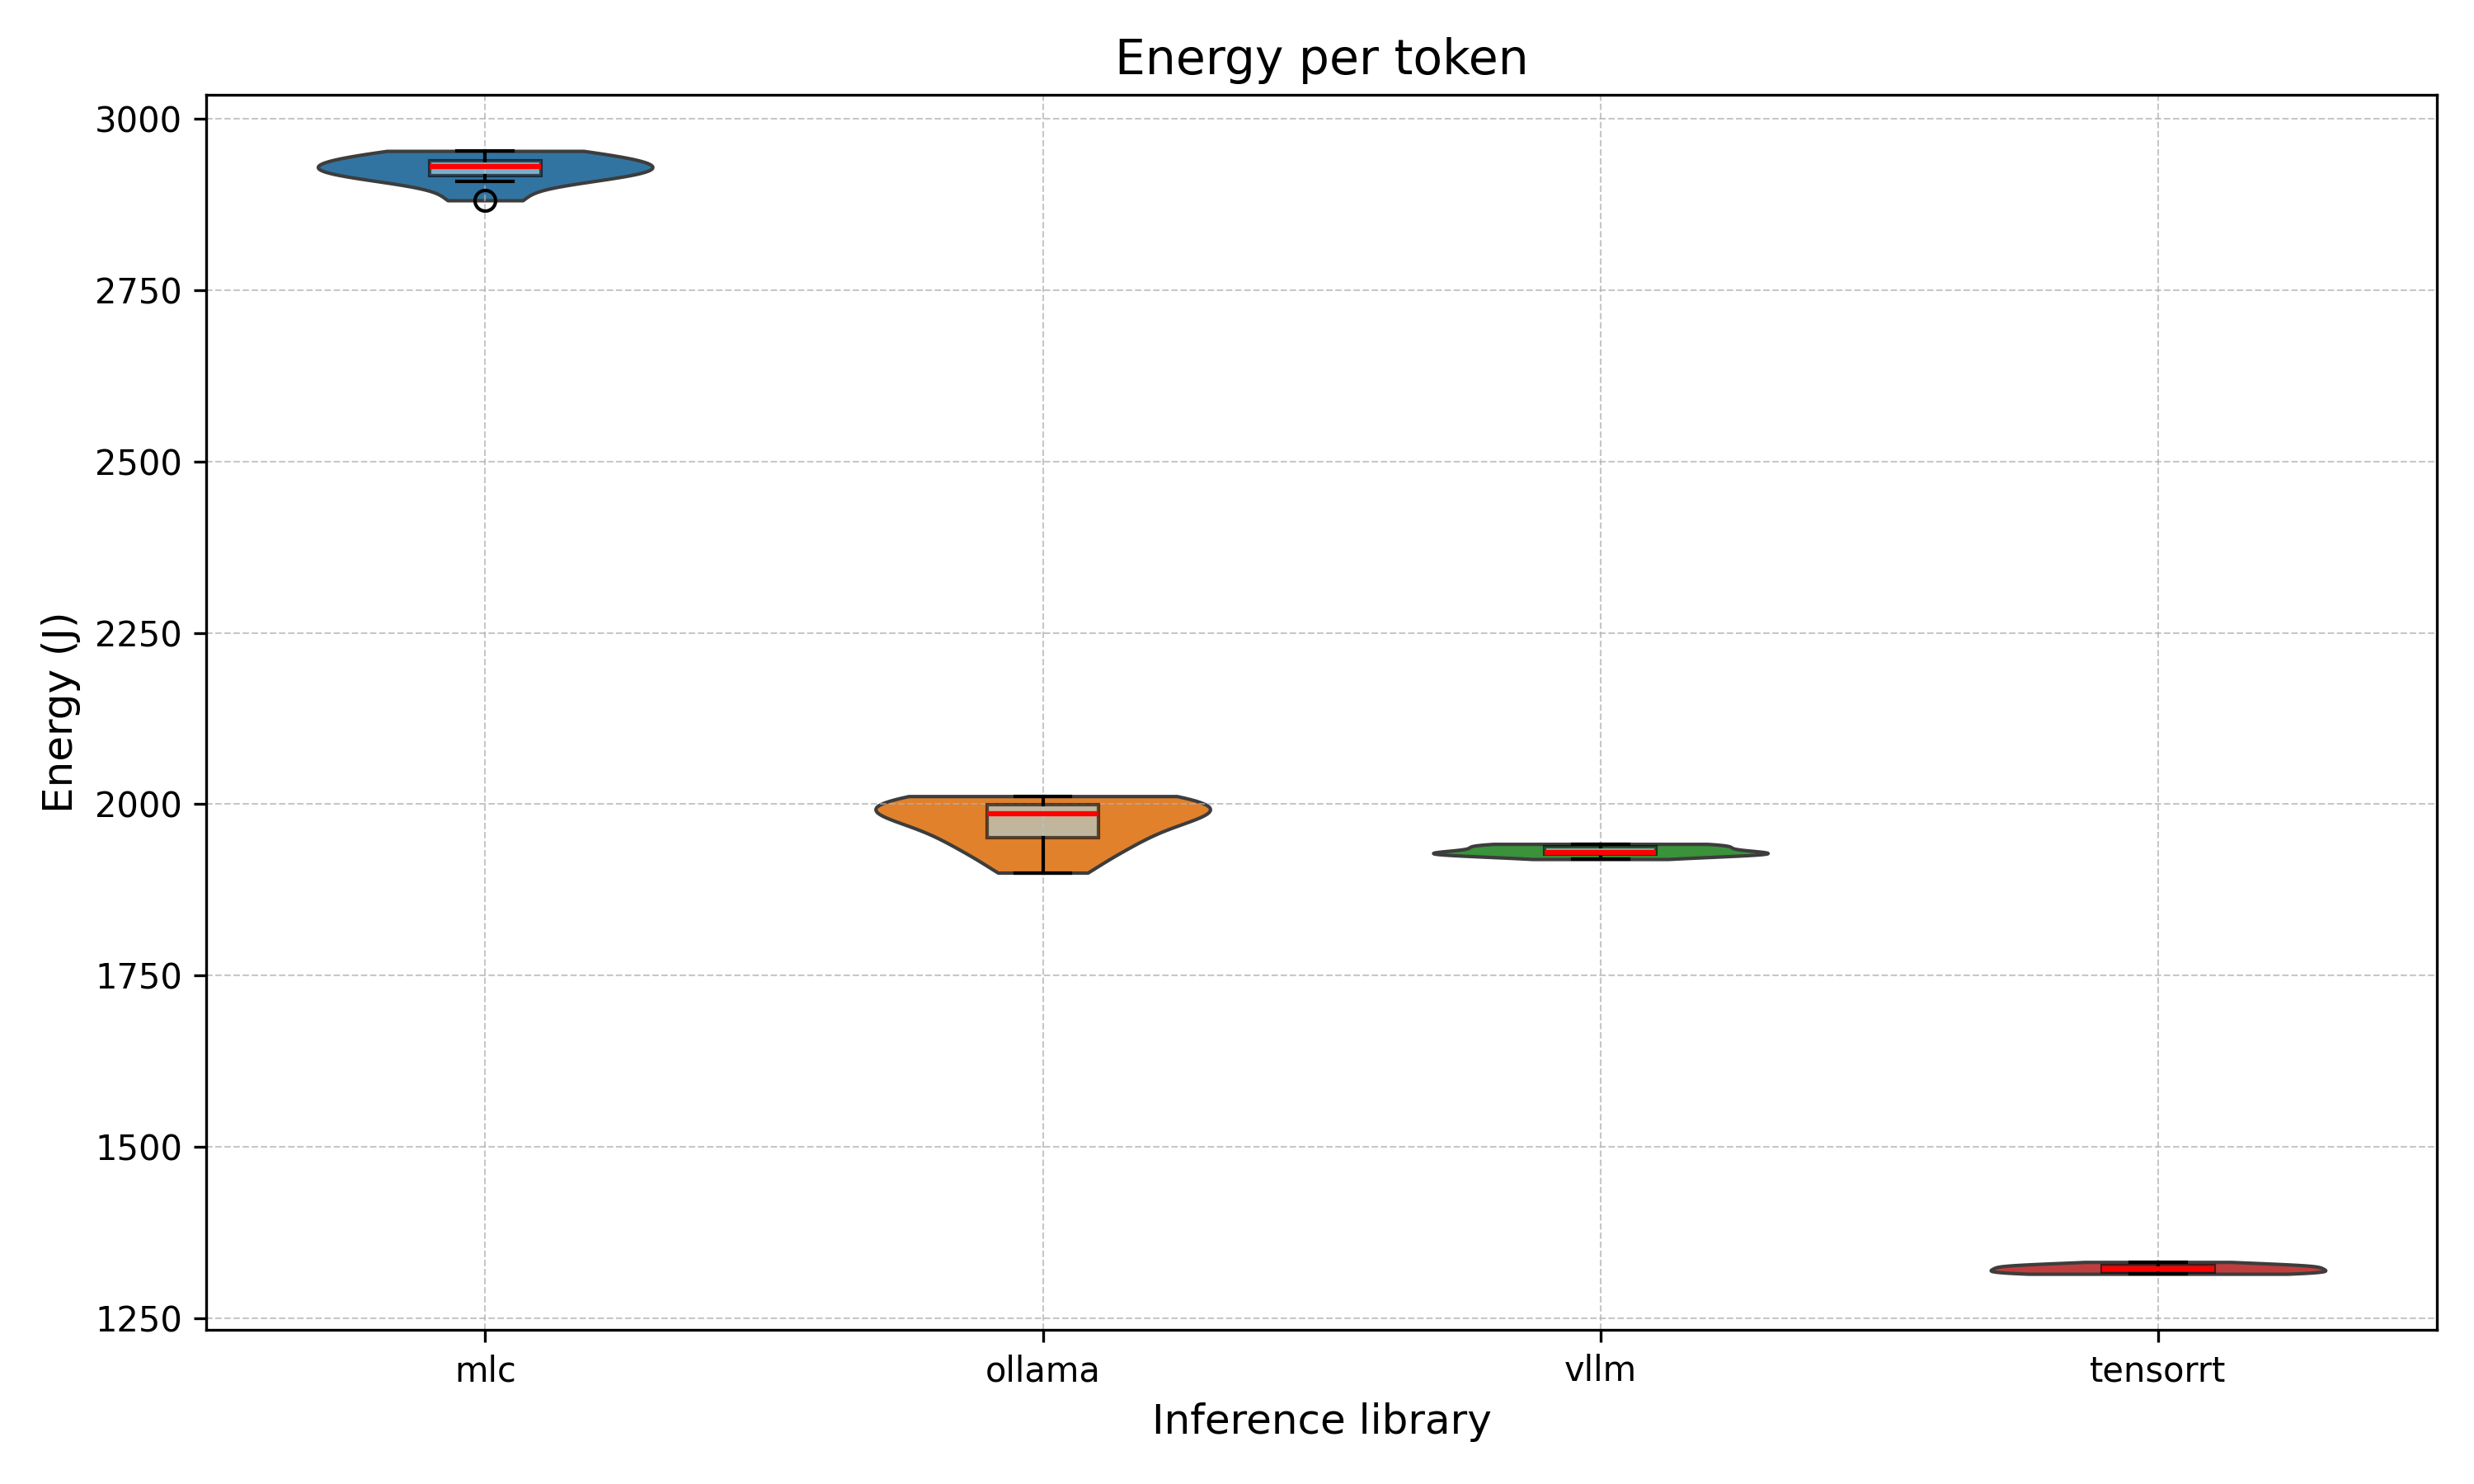 Energy per token
3000
2750
2500
2250
2000
1750
1500
1250
Energy (J)
mlc ollama vllm tensorrt
Inference library